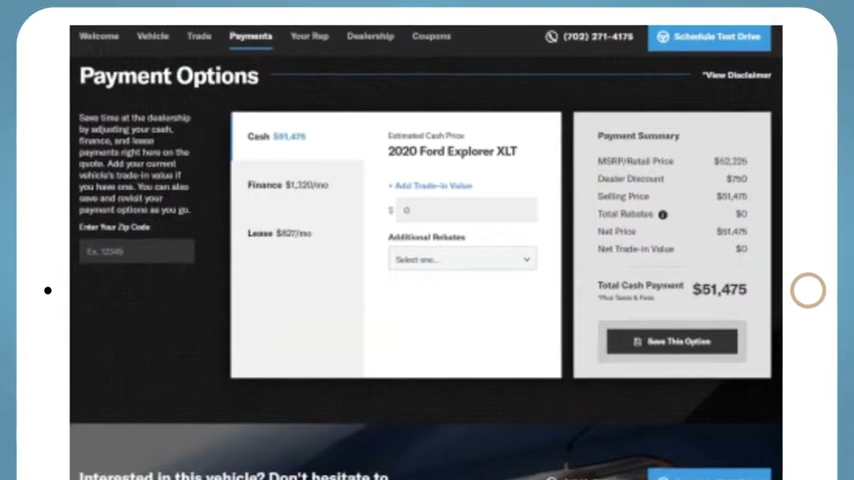 Welcome Vehicle Trade Payments Your Rep Dealership Coupons (702) 271-4175 Schedule Test Drive
Payment Options
*View Disclaimer
Save time at the dealership
by adjusting your cash,
finance, and lease
payments right here on the
quote. Add your current
vehicle's trade-in value if
you have one. You can also
save and revisit your
payment options as you go.
Enter Your Zip Code
Ex. 12345
Cash $51,475
Finance $1,320/mo
Lease $827/mo
Estimated Cash Price
2020 Ford Explorer XLT
+ Add Trade-in Value
$ 0
Additional Rebates
Select one...
Payment Summary
MSRP/Retail Price $52,225
Dealer Discount $750
Selling Price $51,475
Total Rebates $0
Net Price $51,475
Net Trade-in Value $0
Total Cash Payment $51,475
*Plus Taxes & Fees
Save This Option
Interested in this vehicle? Don't hesitate to